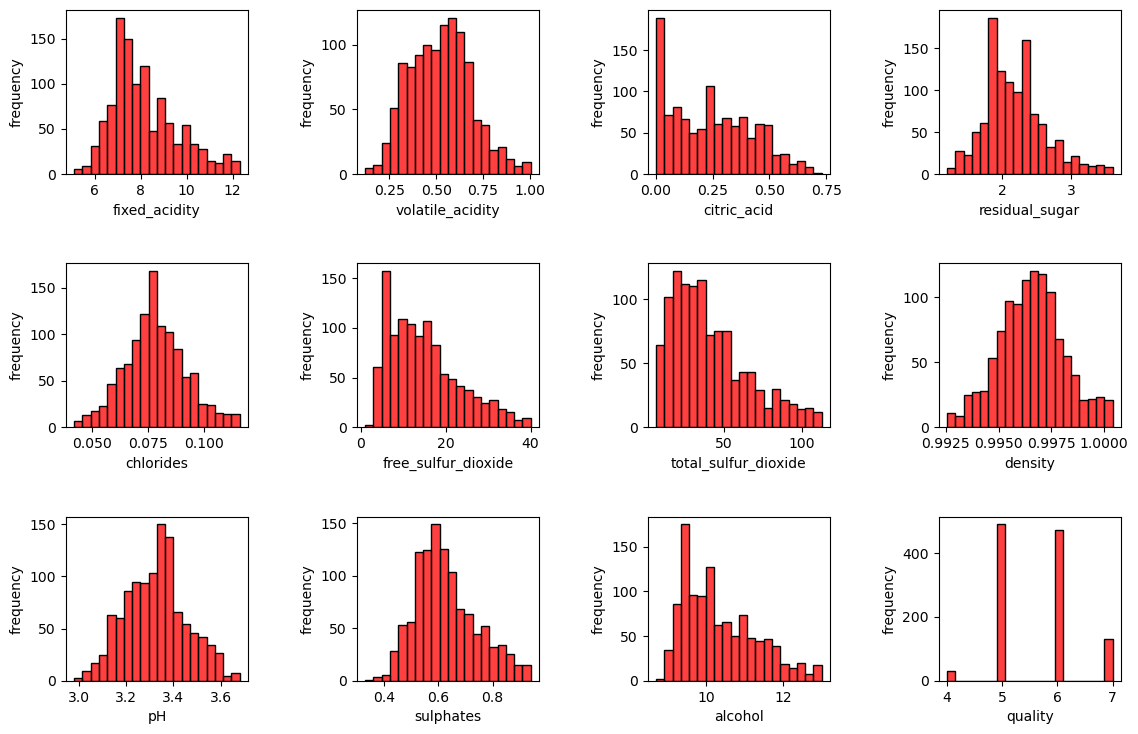 frequency
150
100
50
0
6 8 10 12
fixed_acidity
frequency
100
50
0
0.25 0.50 0.75 1.00
volatile_acidity
frequency
150
100
50
0
0.00 0.25 0.50 0.73
citric_acid
frequency
150
100
50
0
2 3
residual_sugar
frequency
150
100
50
0
0.050 0.075 0.100
chlorides
frequency
150
100
50
0
0 20 40
free_sulfur_dioxide
frequency
100
50
0
50 100
total_sulfur_dioxide
frequency
100
50
0
0.9925 0.9950 0.9975 1.0000
density
frequency
150
100
50
0
3.0 3.2 3.4 3.6
pH
frequency
150
100
50
0
0.4 0.6 0.8
sulphates
frequency
150
100
50
0
10 12
alcohol
frequency
400
200
0
4 5 6 7
quality